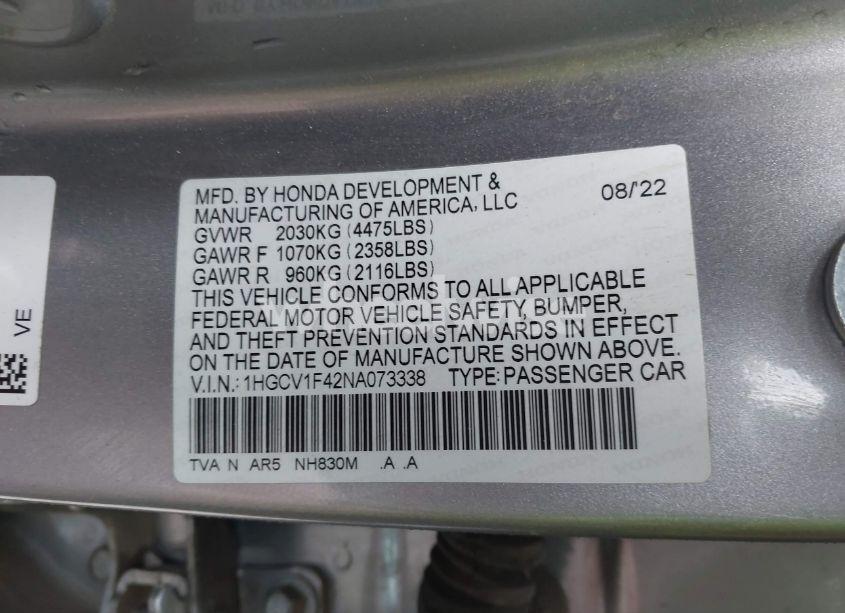 MFD. BY HONDA DEVELOPMENT &
MANUFACTURING OF AMERICA, LLC 08/'22
GVWR 2030KG (4475LBS)
GAWR F 1070KG (2358LBS)
GAWR R 960KG (2116LBS)
THIS VEHICLE CONFORMS TO ALL APPLICABLE
FEDERAL MOTOR VEHICLE SAFETY, BUMPER,
AND THEFT PREVENTION STANDARDS IN EFFECT
ON THE DATE OF MANUFACTURE SHOWN ABOVE.
V.I.N.: 1HGCV1F42NA073338 TYPE: PASSENGER CAR
TVA N AR5 NH830M .A .A
VE